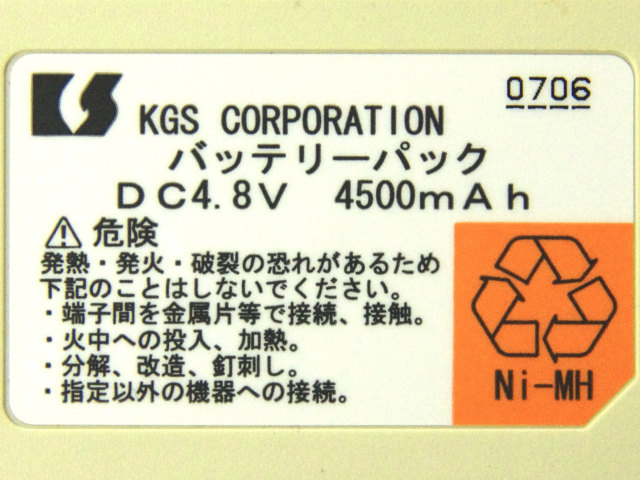 0706
KS KGS CORPORATION
バッテリーパック
DC4.8V 4500mAh
⚠危険
発熱・発火・破裂の恐れがあるため
下記のことはしないでください。
・端子間を金属片等で接続、接触。
・火中への投入、加熱。
・分解、改造、釘刺し。
・指定以外の機器への接続。
Ni-MH